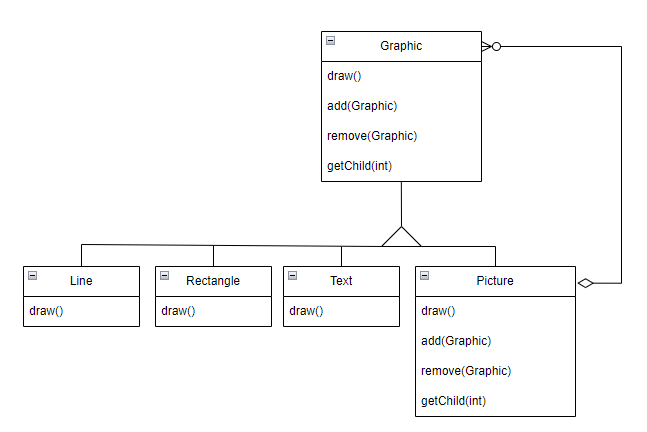 Graphic
draw()
add(Graphic)
remove(Graphic)
getChild(int)
Line
draw()
Rectangle
draw()
Text
draw()
Picture
draw()
add(Graphic)
remove(Graphic)
getChild(int)